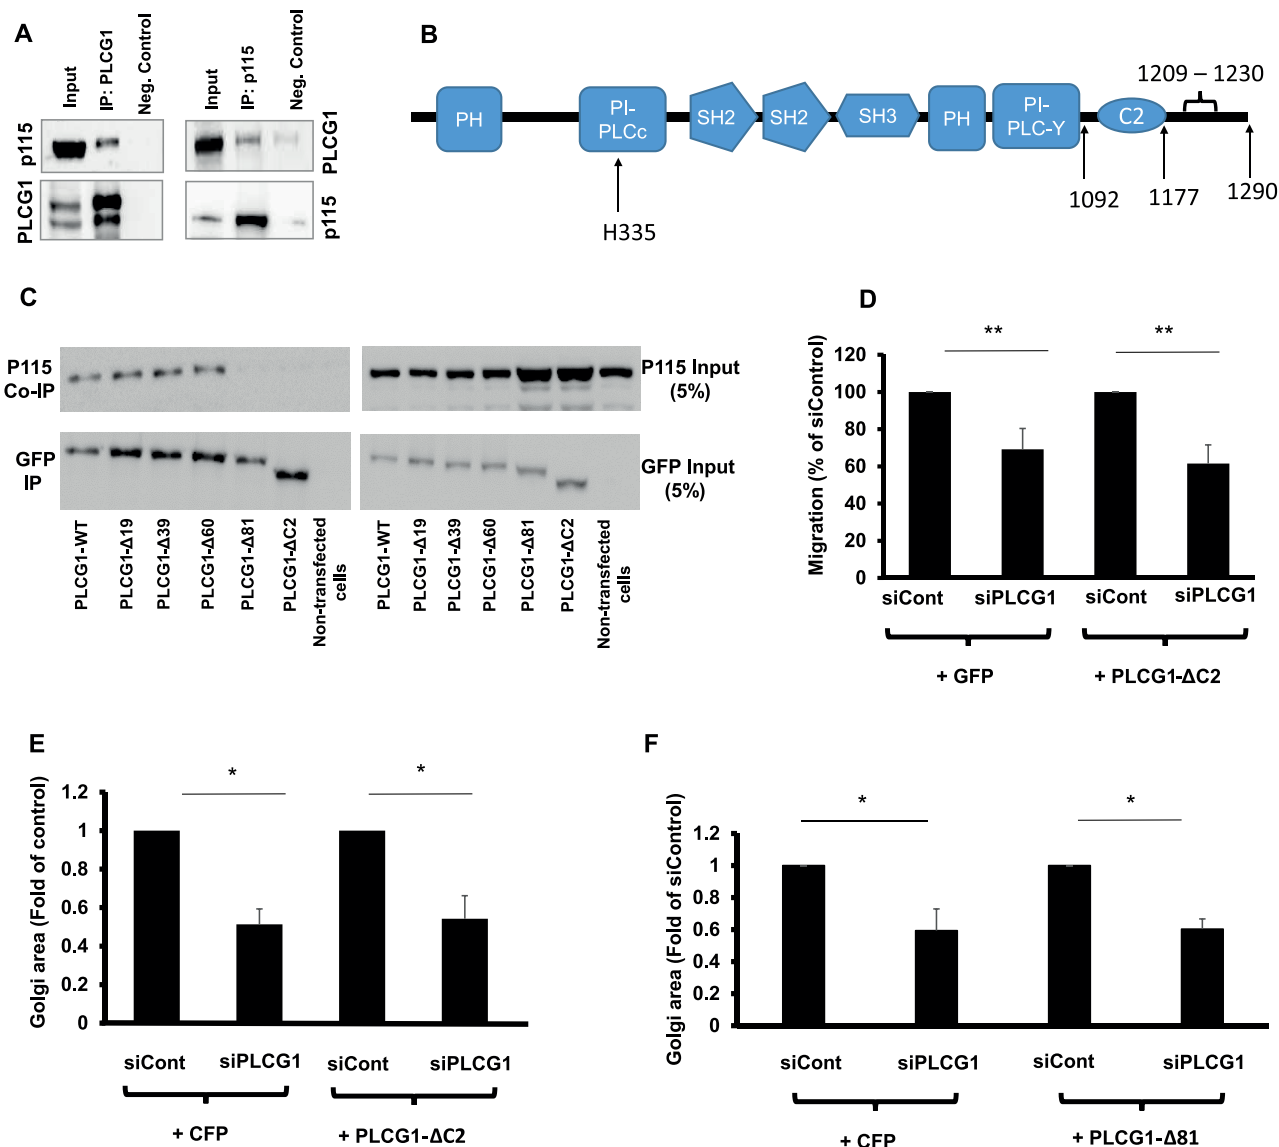 A
Input
IP: PLCG1
Neg. Control
Input
IP: p115
Neg. Control
p115
PLCG1
PLCG1
p115
B
1209 – 1230
PH
PI-
PLCc
SH2
SH2
SH3
PH
PI-
PLC-Y
C2
H335
1092
1177
1290
C
P115
Co-IP
P115 Input
(5%)
GFP
IP
GFP Input
(5%)
PLCG1-WT
PLCG1-Δ19
PLCG1-Δ39
PLCG1-Δ60
PLCG1-Δ81
PLCG1-ΔC2
Non-transfected
cells
PLCG1-WT
PLCG1-Δ19
PLCG1-Δ39
PLCG1-Δ60
PLCG1-Δ81
PLCG1-ΔC2
Non-transfected
cells
D
**
**
Migration (% of siControl)
120
100
80
60
40
20
0
siCont
siPLCG1
siCont
siPLCG1
+ GFP
+ PLCG1-ΔC2
E
*
*
Golgi area (Fold of control)
1.2
1
0.8
0.6
0.4
0.2
0
siCont
siPLCG1
siCont
siPLCG1
+ CFP
+ PLCG1-ΔC2
F
*
*
Golgi area (Fold of siControl)
1.2
1
0.8
0.6
0.4
0.2
0
siCont
siPLCG1
siCont
siPLCG1
+ CFP
+ PLCG1-Δ81